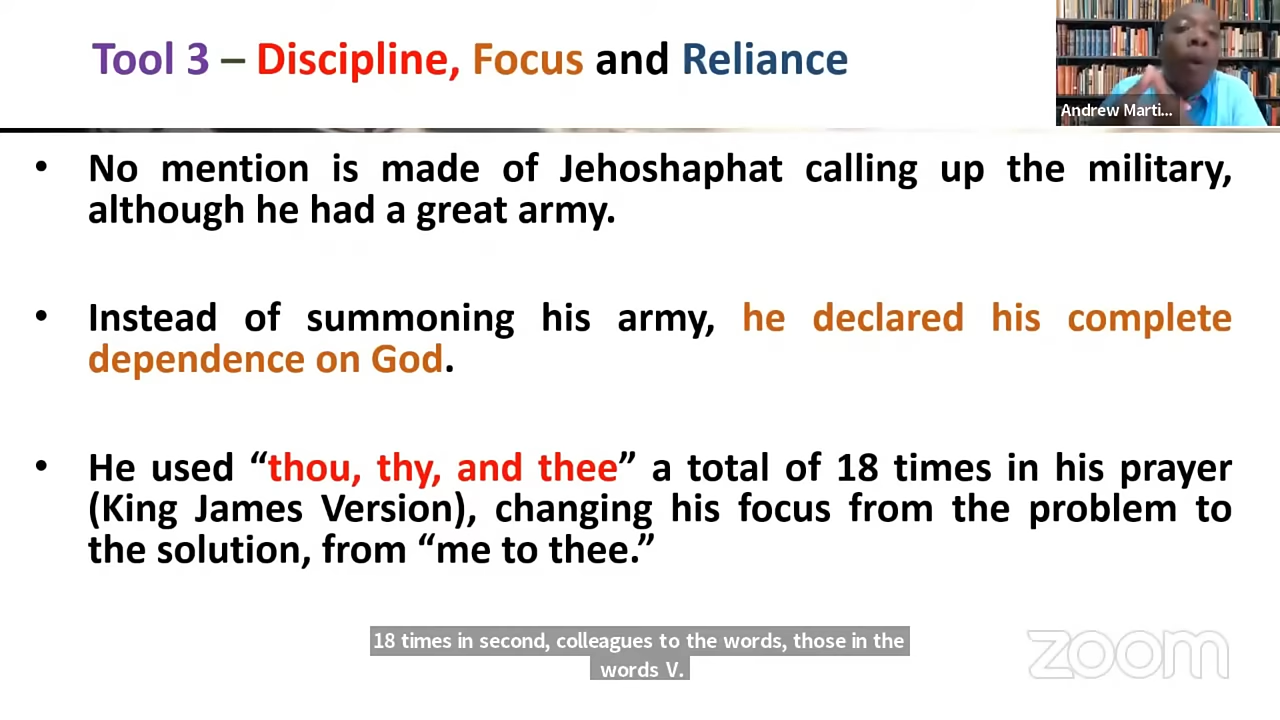 Tool 3 – Discipline, Focus and Reliance
Andrew Marti...
• No mention is made of Jehoshaphat calling up the military,
although he had a great army.
• Instead of summoning his army, he declared his complete
dependence on God.
• He used “thou, thy, and thee” a total of 18 times in his prayer
(King James Version), changing his focus from the problem to
the solution, from “me to thee.”
18 times in second, colleagues to the words, those in the
words V.
zoom